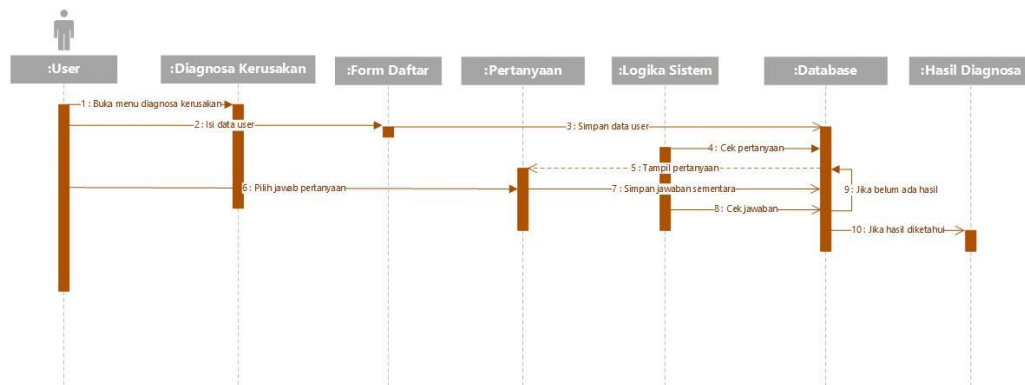 :User
:Diagnosa Kerusakan
:Form Daftar
:Pertanyaan
:Logika Sistem
:Database
:Hasil Diagnosa
1 : Buka menu diagnosa kerusakan
2 : Isi data user
3 : Simpan data user
4 : Cek pertanyaan
5 : Tampil pertanyaan
6 : Pilih jawab pertanyaan
7 : Simpan jawaban sementara
8 : Cek jawaban
9 : Jika belum ada hasil
10 : Jika hasil diketahui